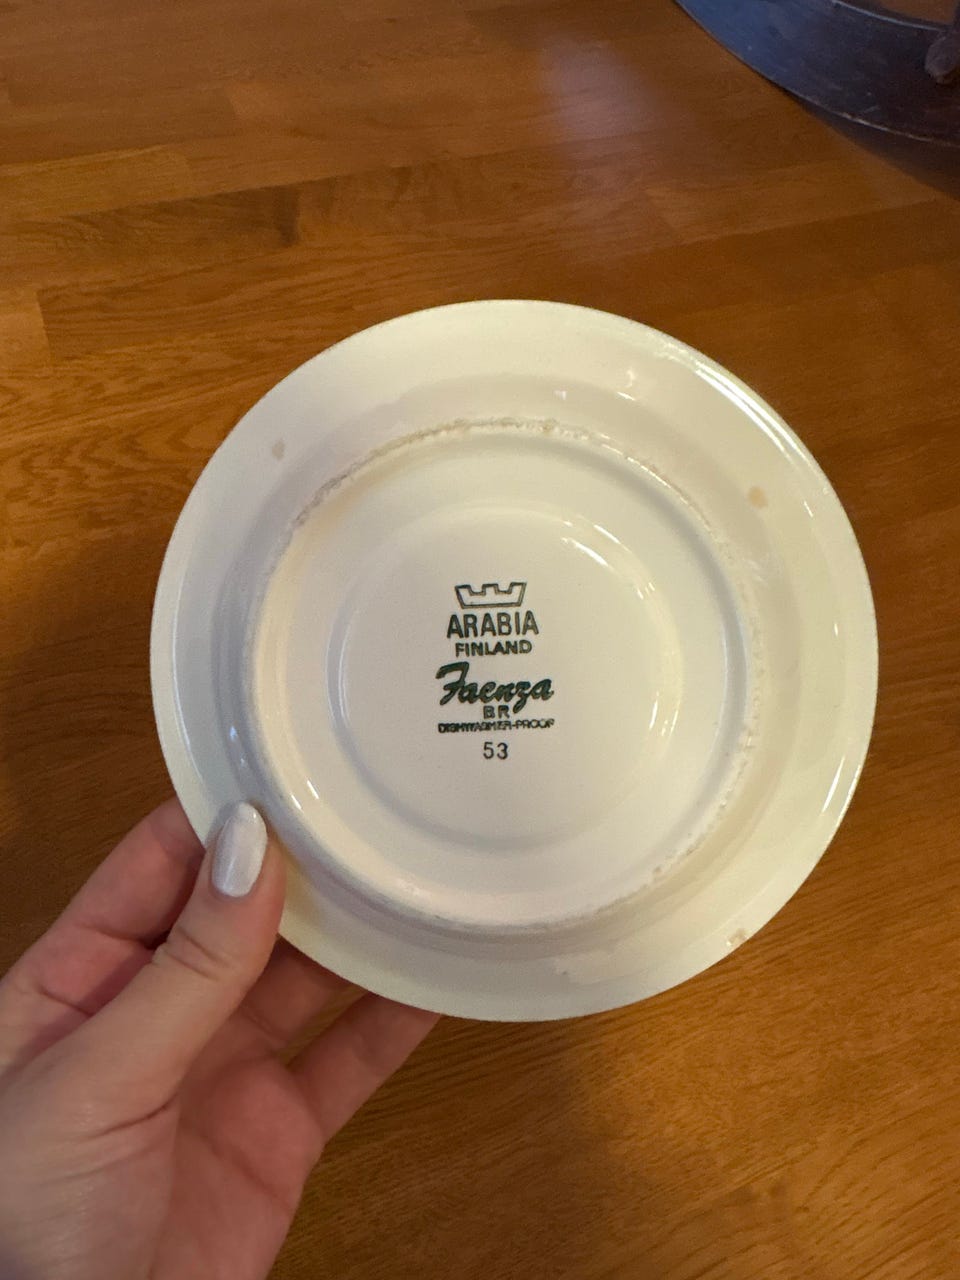 ARABIA
FINLAND
Faenza
BR
DISHWASHER-PROOF
53